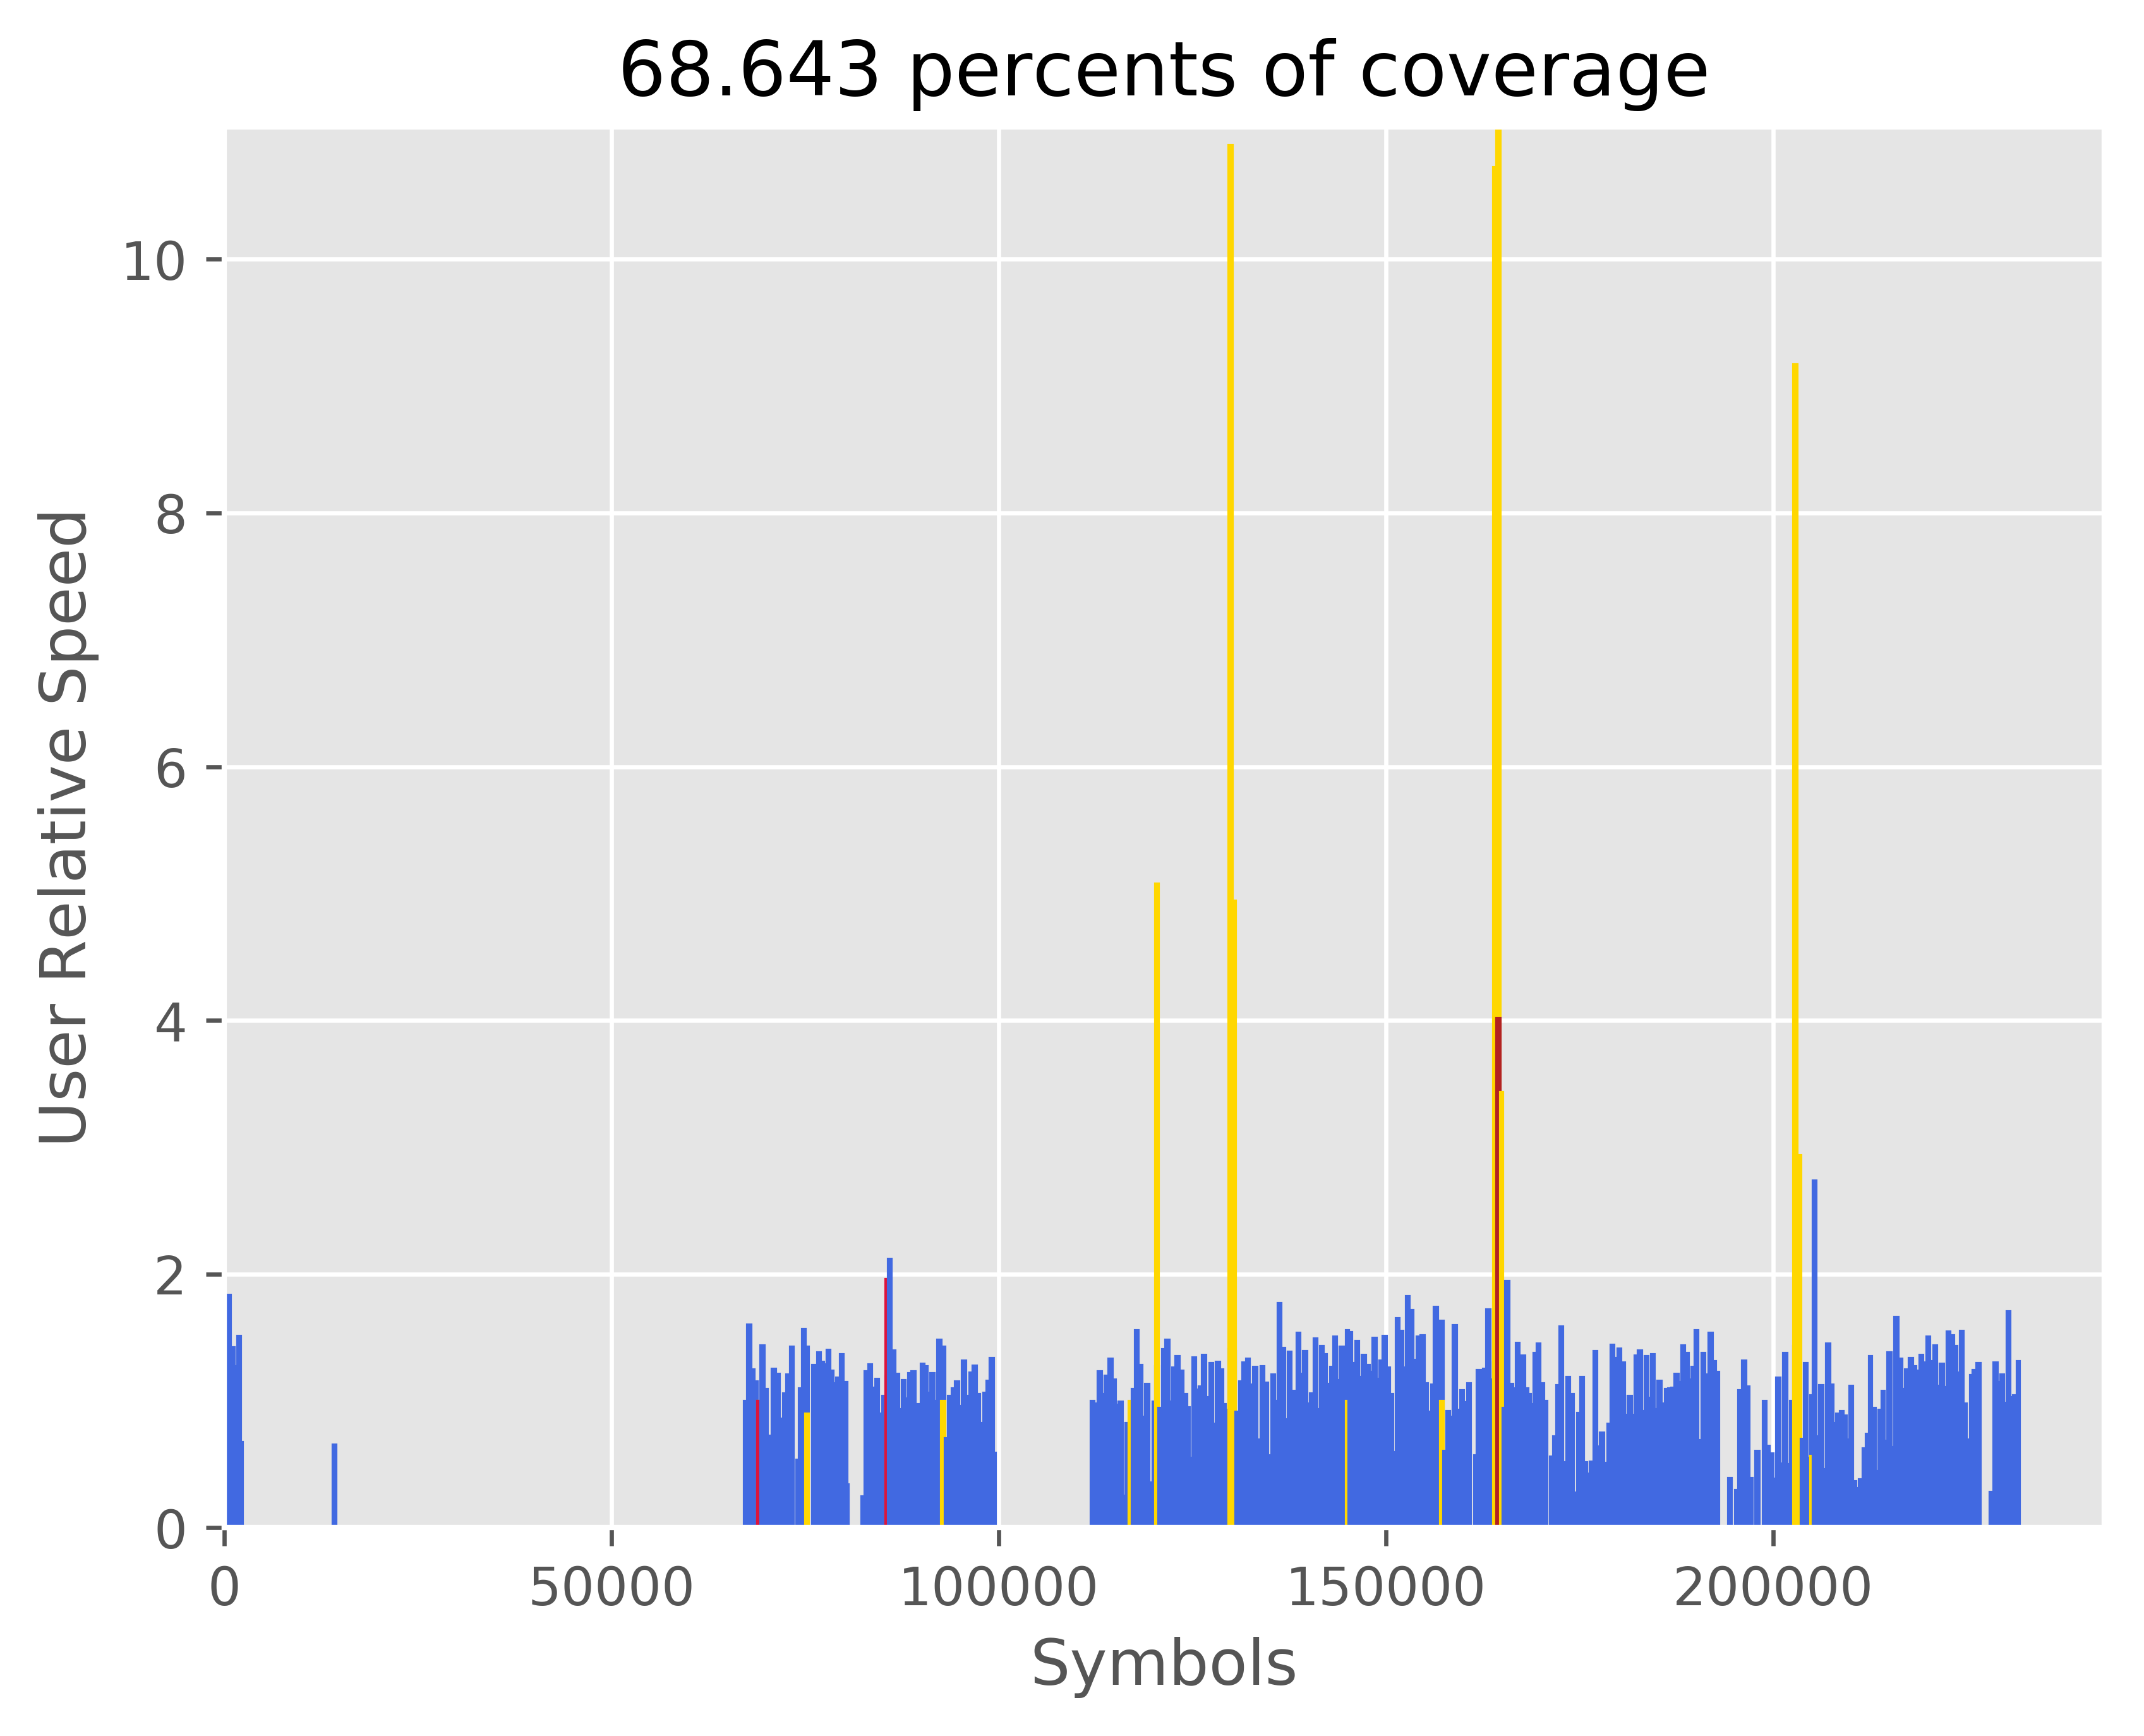 68.643 percents of coverage
User Relative Speed
10
8
6
4
2
0
0 50000 100000 150000 200000
Symbols